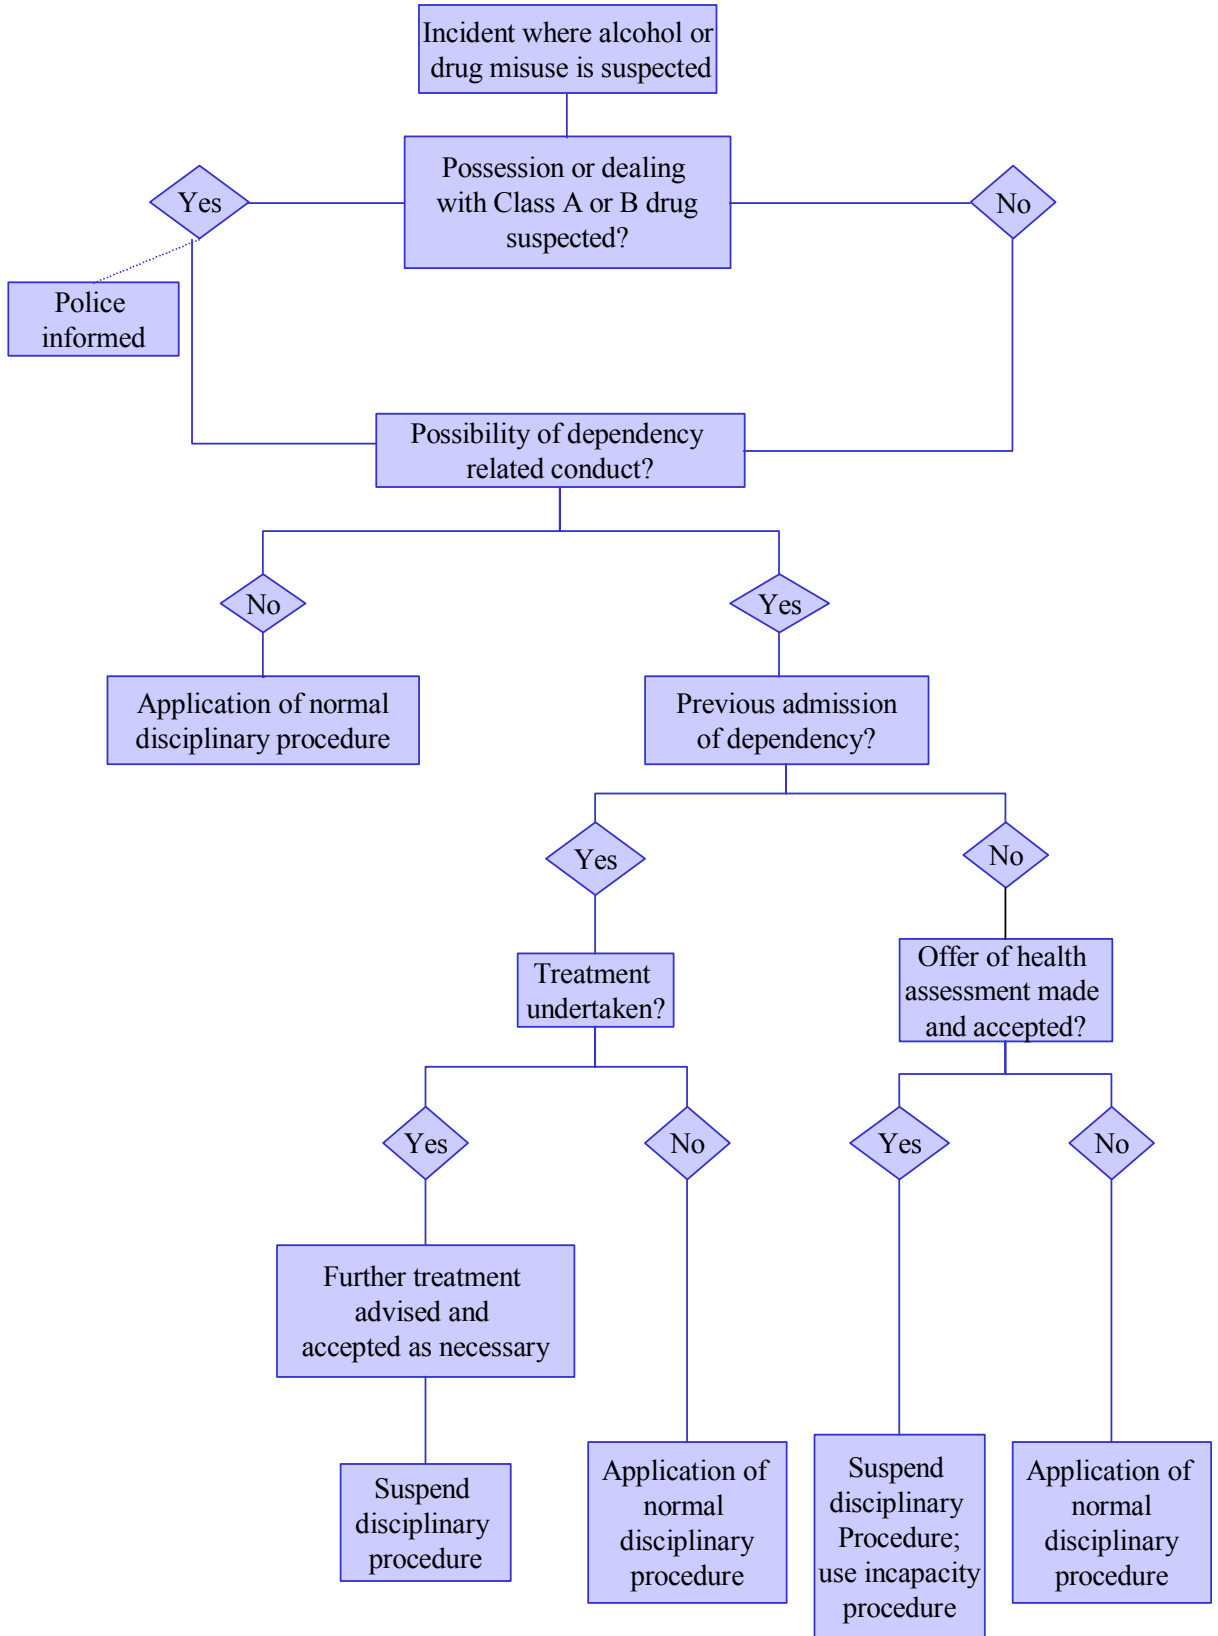 Incident where alcohol or
drug misuse is suspected
Possession or dealing
with Class A or B drug
suspected?
Yes
No
Police
informed
Possibility of dependency
related conduct?
No
Yes
Application of normal
disciplinary procedure
Previous admission
of dependency?
Yes
No
Treatment
undertaken?
Offer of health
assessment made
and accepted?
Yes
No
Yes
No
Further treatment
advised and
accepted as necessary
Suspend
disciplinary
procedure
Application of
normal
disciplinary
procedure
Suspend
disciplinary
Procedure;
use incapacity
procedure
Application of
normal
disciplinary
procedure